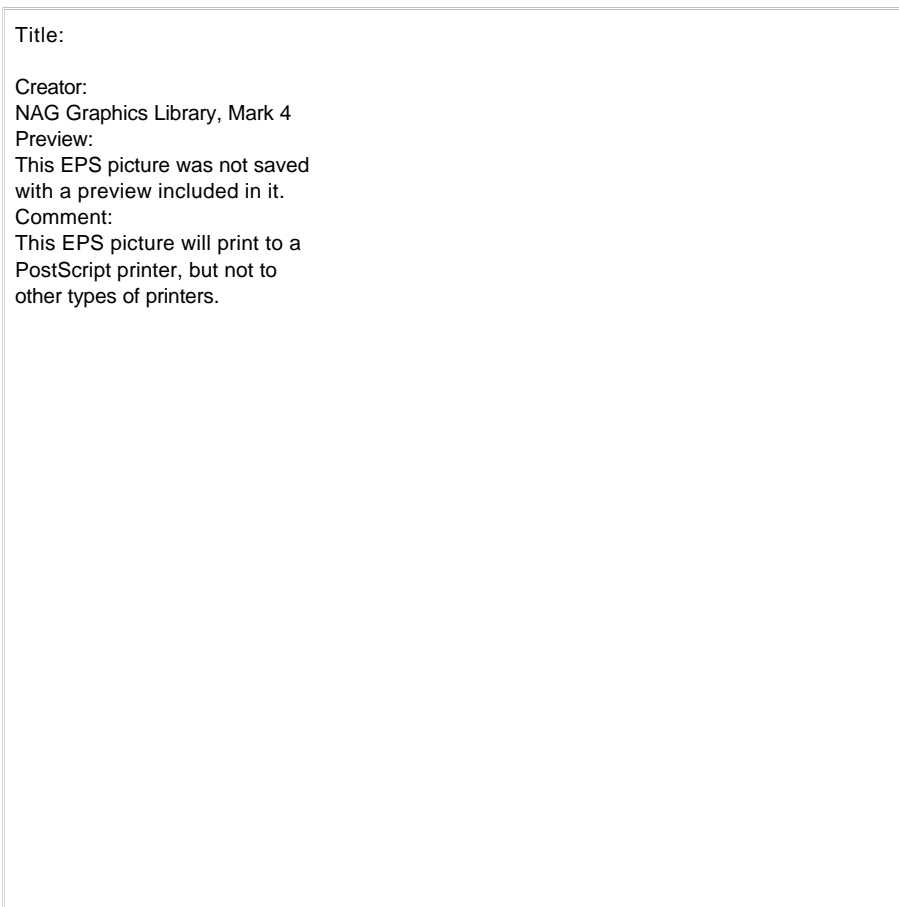 Title:
Creator:
NAG Graphics Library, Mark 4
Preview:
This EPS picture was not saved
with a preview included in it.
Comment:
This EPS picture will print to a
PostScript printer, but not to
other types of printers.